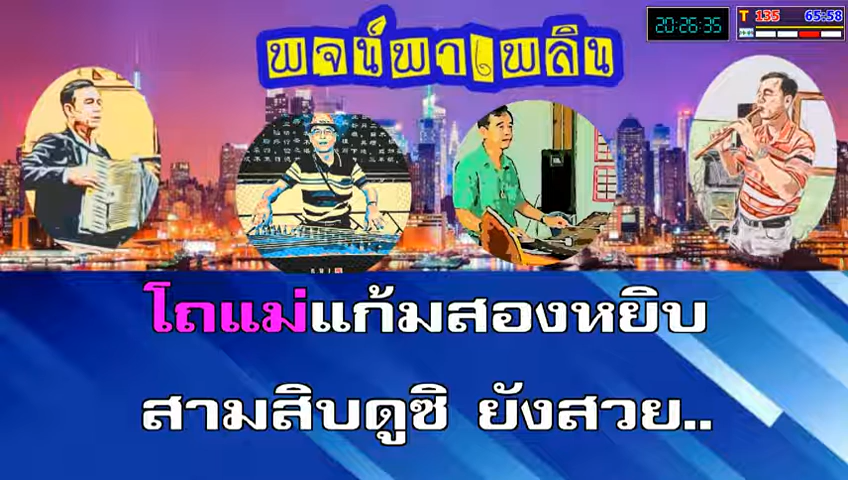 พจน์พาเพลิน
20:26:35
T 135 65:58
โถแม่แก้มสองหยิบ
สามสิบดูซิ ยังสวย..